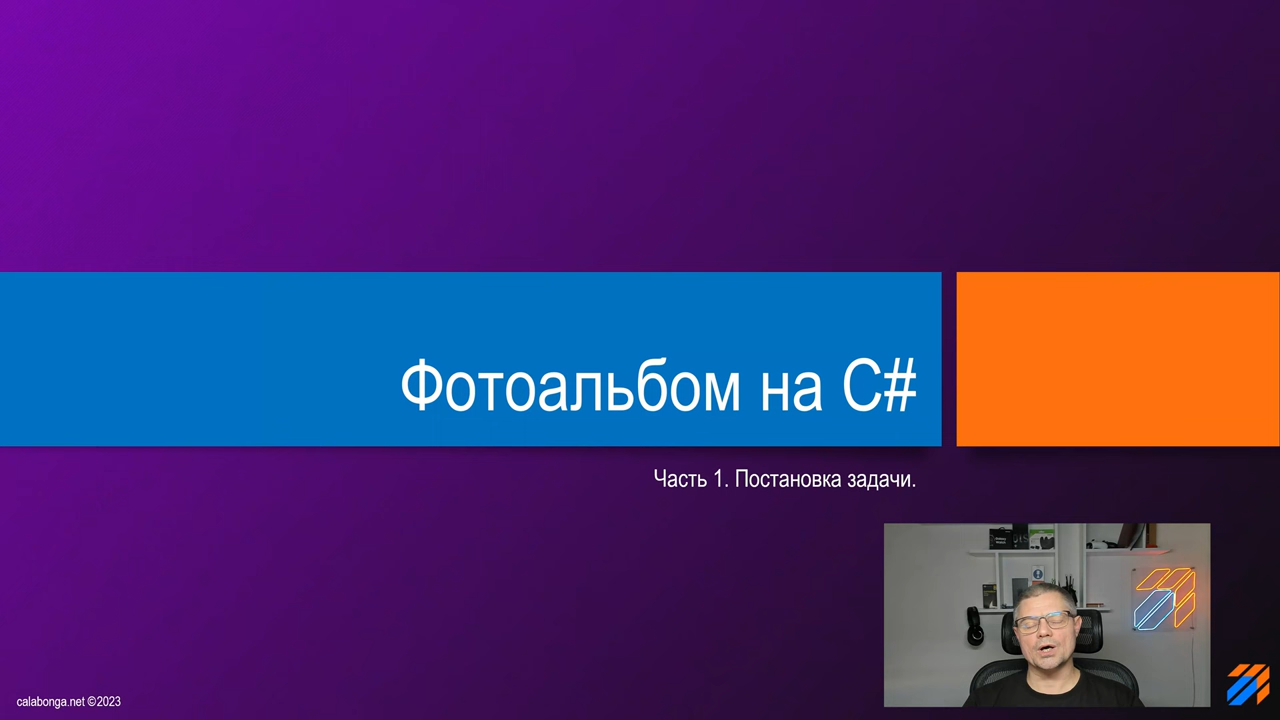 Фотоальбом на C#
Часть 1. Постановка задачи.
calabonga.net ©2023